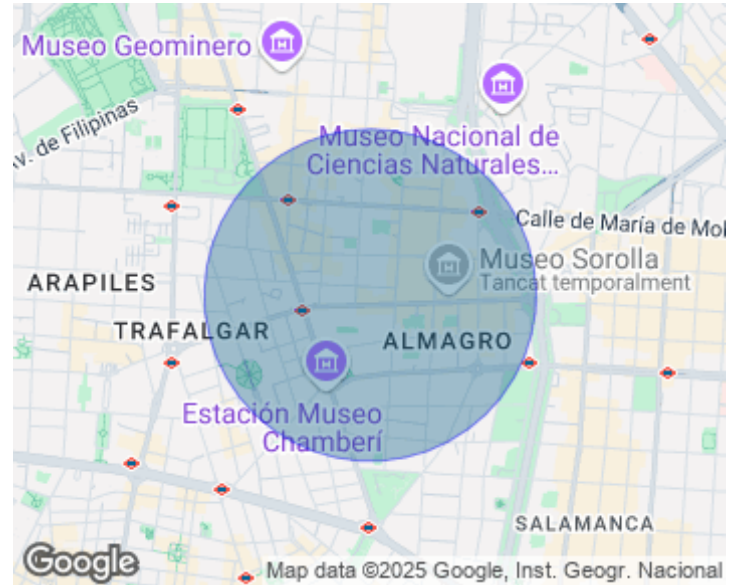 Museo Geominero
Av. de Filipinas
Museo Nacional de
Ciencias Naturales...
Calle de María de Mol
Museo Sorolla
Tancat temporalment
ARAPILES
TRAFALGAR
ALMAGRO
Estación Museo
Chamberí
SALAMANCA
Google
Map data ©2025 Google, Inst. Geogr. Nacional